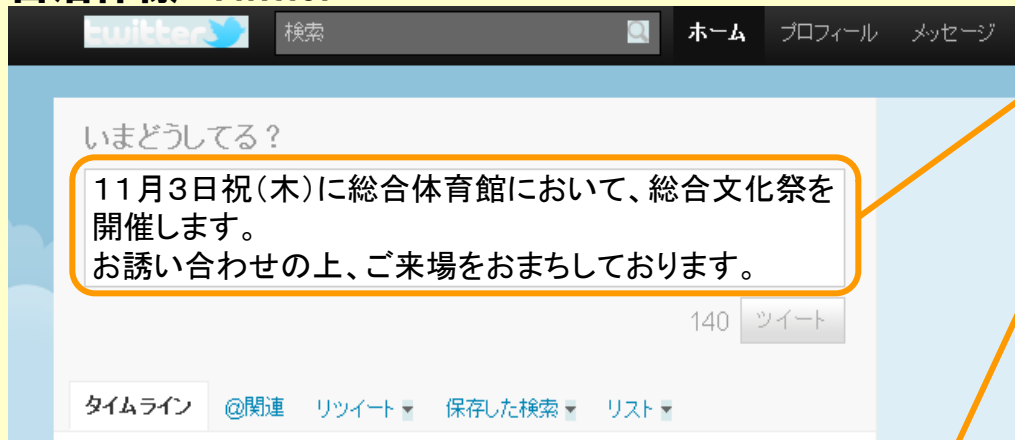 twitter
検索
ホーム プロフィール メッセージ
いまどうしてる？
１１月３日祝（木）に総合体育館において、総合文化祭を
開催します。
お誘い合わせの上、ご来場をおまちしております。
140 ツイート
タイムライン @関連 リツイート 保存した検索 リスト